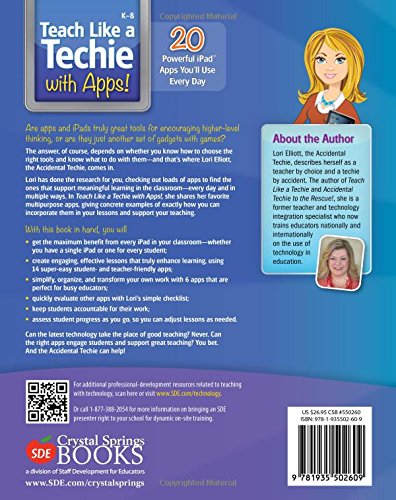 Copyrighted Material
K–8
Teach Like a
Techie
with Apps!
20
Powerful iPad®
Apps You'll Use
Every Day
Are apps and iPads truly great tools for encouraging higher-level
thinking, or are they just another set of gadgets with games?
The answer, of course, depends on whether you know how to choose the
right tools and know what to do with them—and that's where Lori Elliott,
the Accidental Techie, comes in.
Lori has done the research for you, checking out loads of apps to find the
ones that support meaningful learning in the classroom—every day and in
multiple ways. In Teach Like a Techie with Apps!, she shares her favorite
multipurpose apps, giving concrete examples of exactly how you can
incorporate them in your lessons and support your teaching.
With this book in hand, you will
• get the maximum benefit from every iPad in your classroom—whether
you have a single iPad or one for every student;
• create engaging, effective lessons that truly enhance learning, using
14 super-easy student- and teacher-friendly apps;
• simplify, organize, and transform your own work with 6 apps that are
perfect for busy educators;
• quickly evaluate other apps with Lori's simple checklist;
• keep students accountable for their work;
• assess student progress as you go, so you can adjust lessons as needed.
Can the latest technology take the place of good teaching? Never. Can
the right apps engage students and support great teaching? You bet.
And the Accidental Techie can help!
About the Author
Lori Elliott, the Accidental
Techie, describes herself as a
teacher by choice and a techie
by accident. The author of Teach
Like a Techie and Accidental
Techie to the Rescue!, she is a
former teacher and technology
integration specialist who now
trains educators nationally and
internationally
on the use of
technology in
education.
For additional professional-development resources related to teaching
with technology, scan here or visit www.SDE.com/technology.
Or call 1-877-388-2054 for more information on bringing an SDE
presenter right to your school for dynamic on-site training.
SDE
Crystal Springs
BOOKS
a division of Staff Development for Educators
www.SDE.com/crystalsprings
US $26.95 CSB #550260
ISBN: 978-1-935502-60-9
9 781935 502609
Copyrighted Material